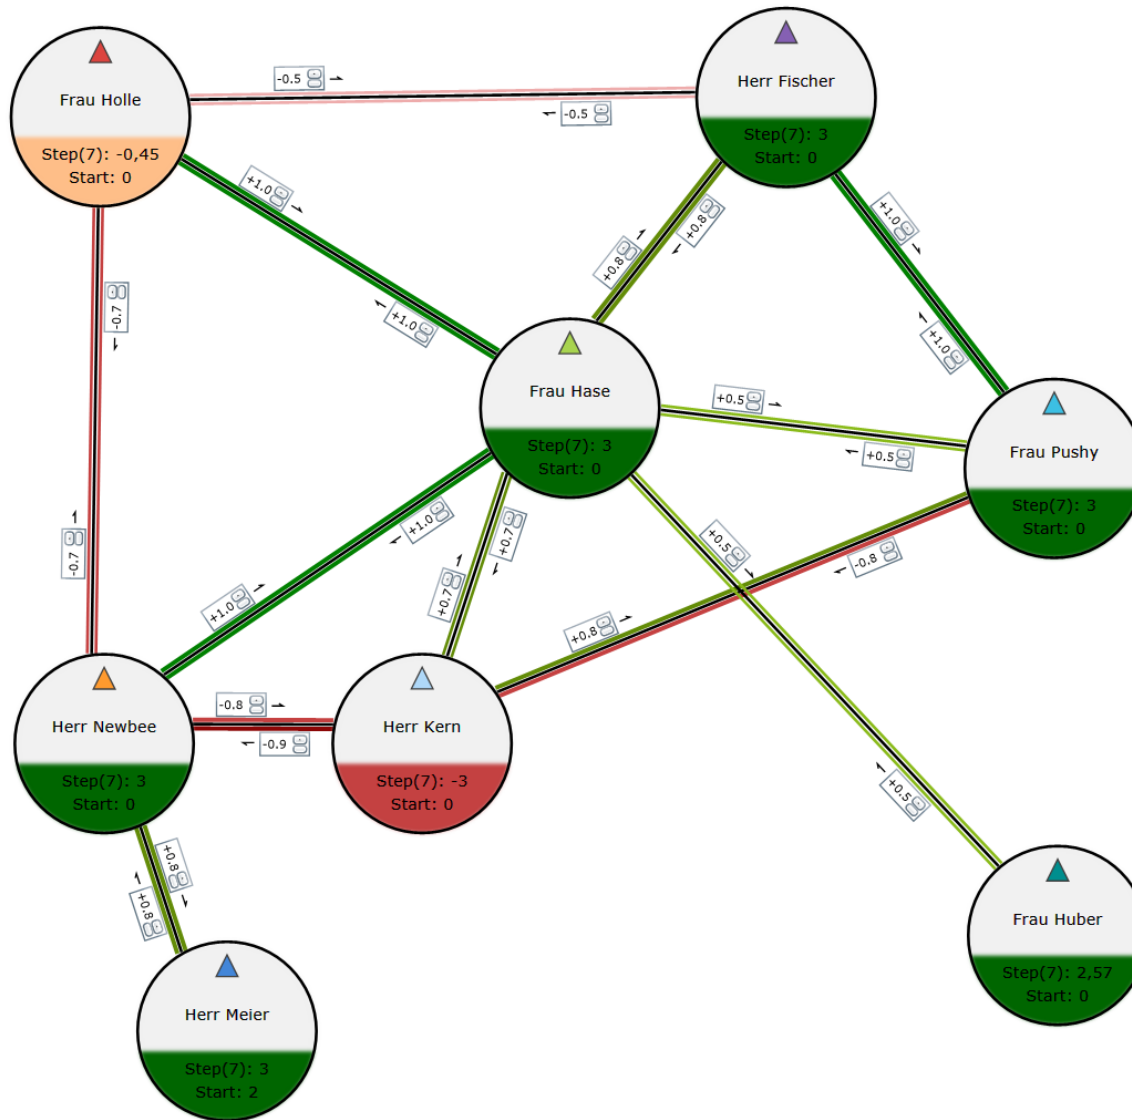 Herr Fischer
Step(7): 3
Start: 0
Frau Holle
Step(7): -0,45
Start: 0
-0.5
-0.5
+1.0
+1.0
+0.8
+0.8
+1.0
+1.0
-0.7
-0.7
Frau Hase
Step(7): 3
Start: 0
+0.5
+0.5
Frau Pushy
Step(7): 3
Start: 0
+1.0
+1.0
+0.7
+0.7
+0.5
+0.5
-0.8
+0.8
Herr Newbee
Step(7): 3
Start: 0
-0.8
-0.9
Herr Kern
Step(7): -3
Start: 0
+0.8
+0.8
Frau Huber
Step(7): 2,57
Start: 0
Herr Meier
Step(7): 3
Start: 2